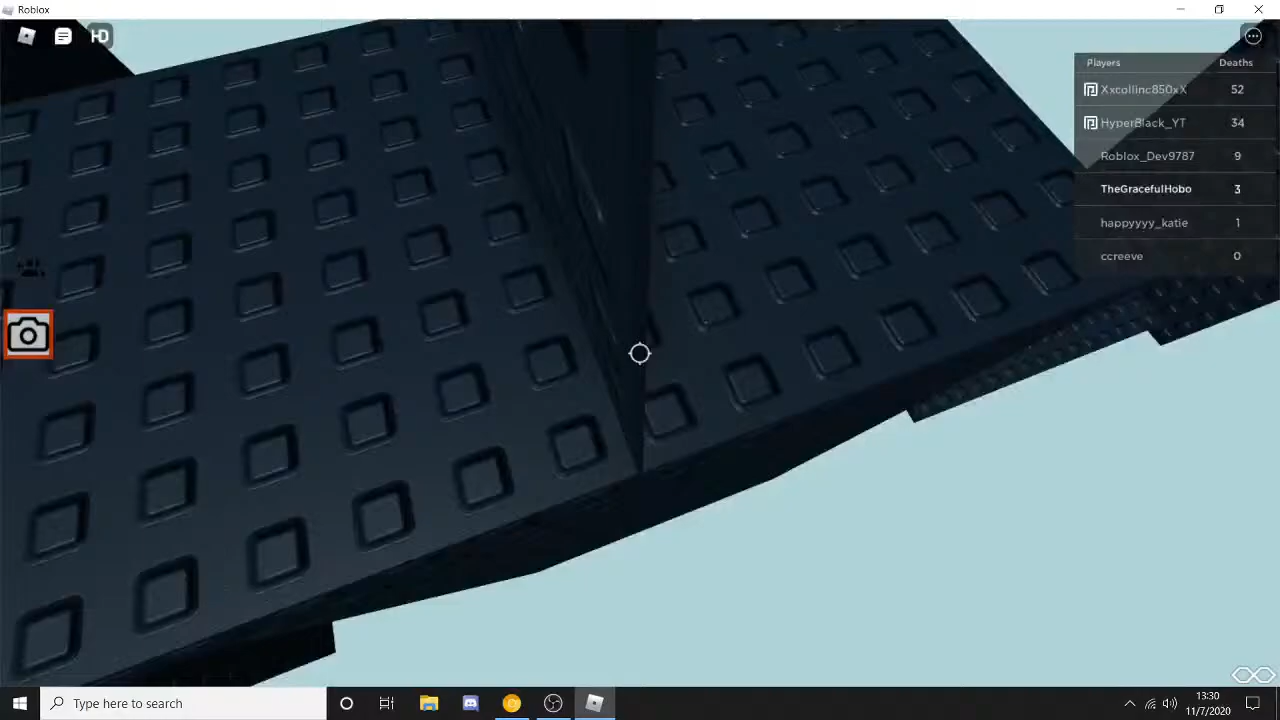 Roblox
HD
Players Deaths
Xxcollinc850xX 52
HyperBlack_YT 34
Roblox_Dev9787 9
TheGracefulHobo 3
happyyyy_katie 1
ccreeve 0
Type here to search
13:30
11/7/2020